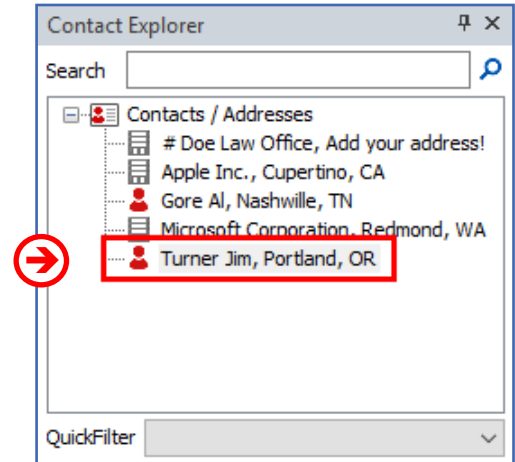 Contact Explorer
Search
Contacts / Addresses
# Doe Law Office, Add your address!
Apple Inc., Cupertino, CA
Gore Al, Nashwille, TN
Microsoft Corporation, Redmond, WA
Turner Jim, Portland, OR
QuickFilter